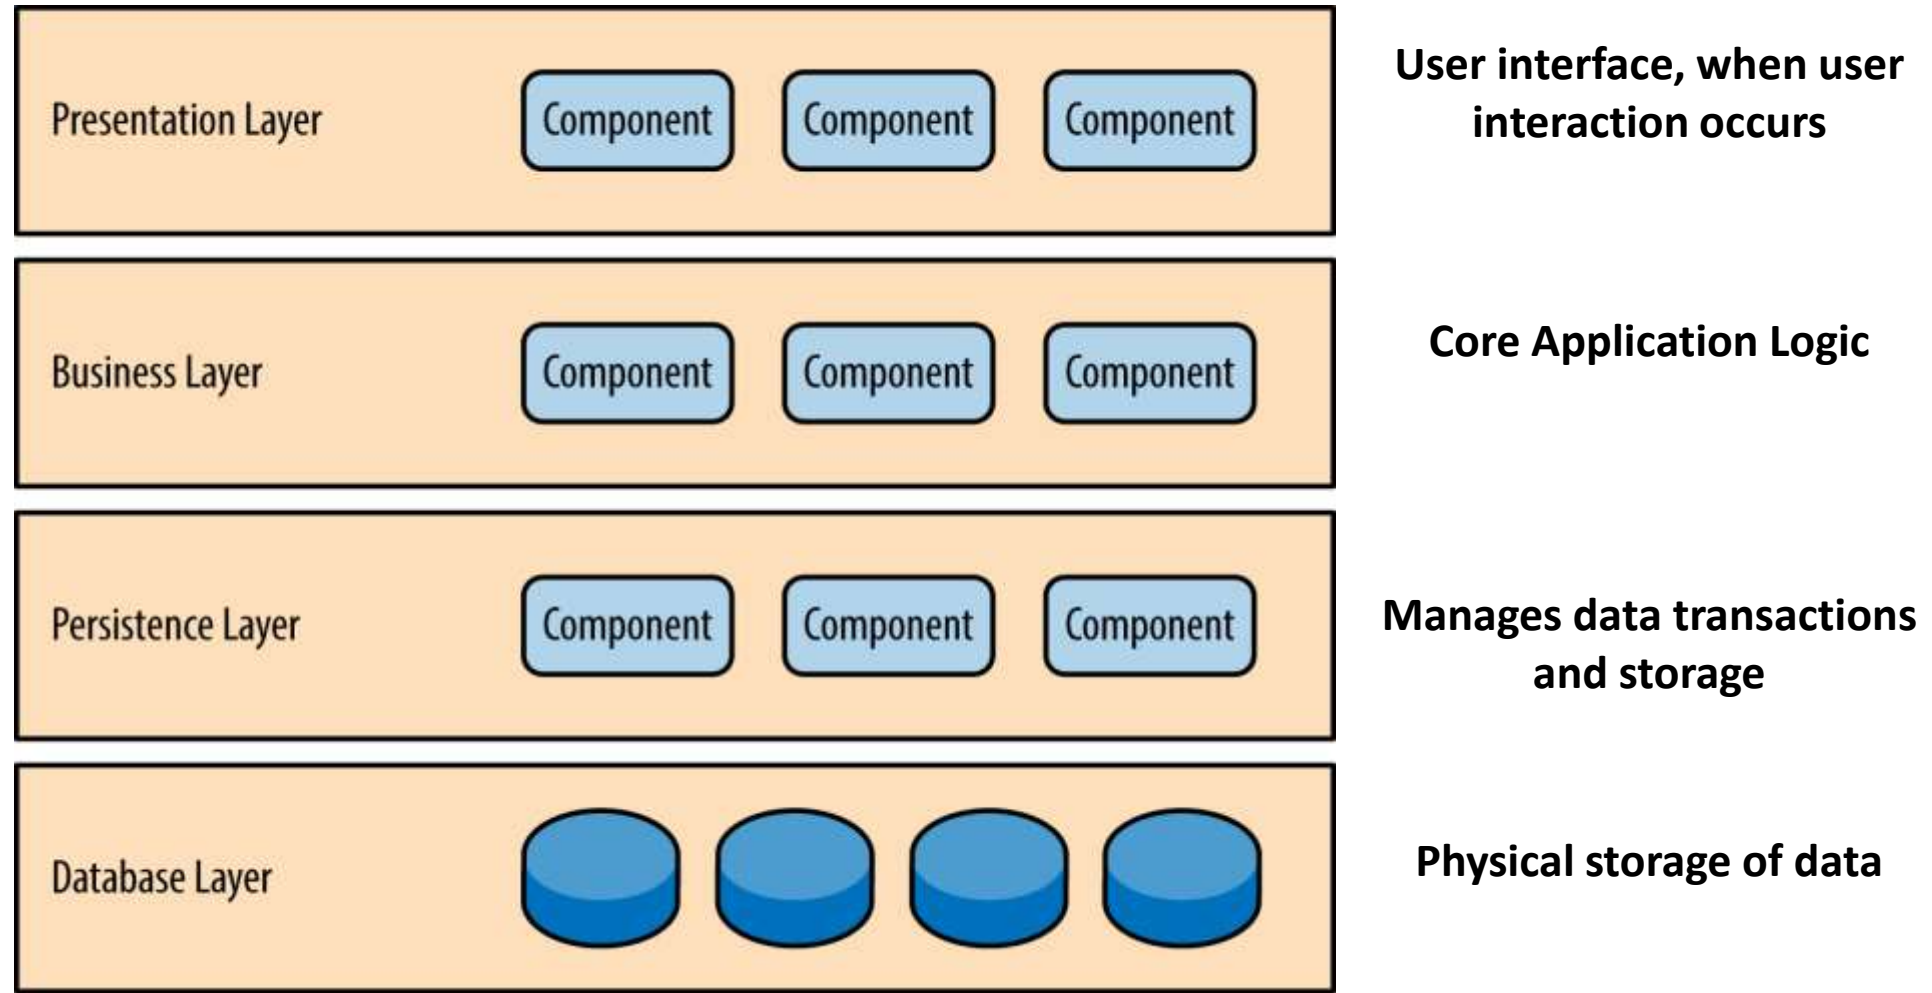 Presentation Layer
Component
Component
Component
User interface, when user
interaction occurs
Business Layer
Component
Component
Component
Core Application Logic
Persistence Layer
Component
Component
Component
Manages data transactions
and storage
Database Layer
Physical storage of data